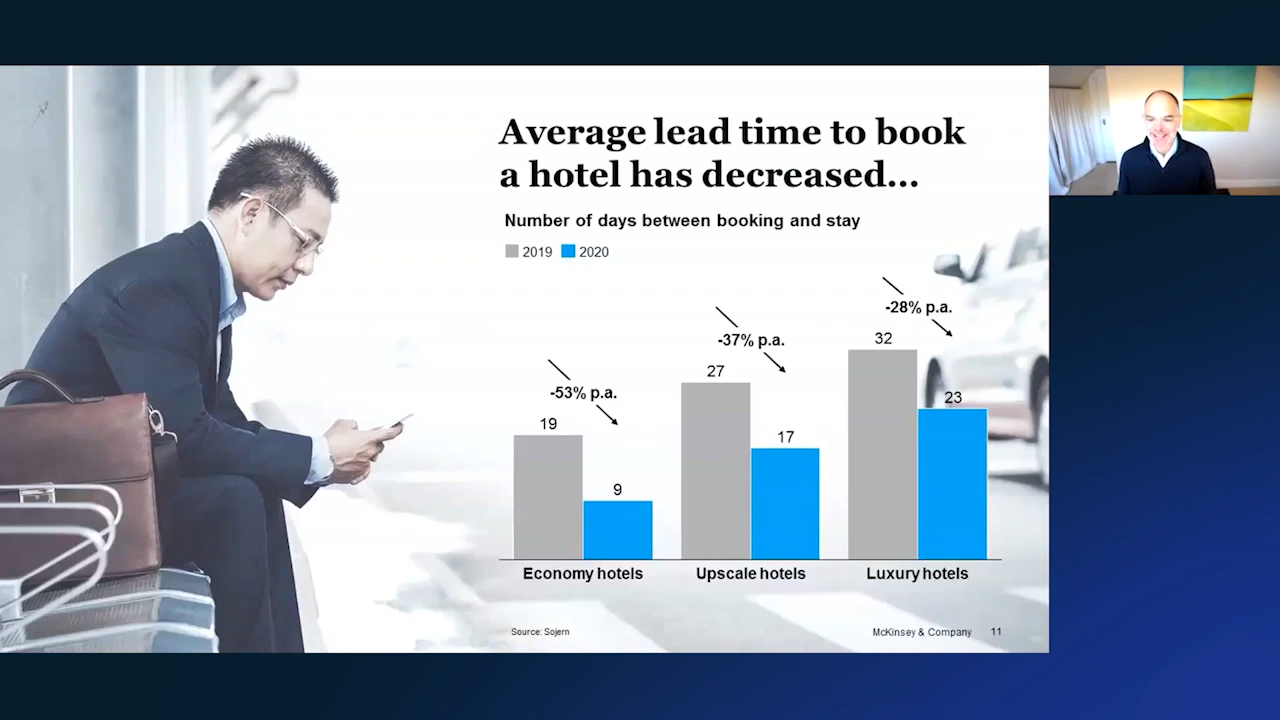 Average lead time to book
a hotel has decreased...
Number of days between booking and stay
2019 2020
-28% p.a.
-37% p.a.
-53% p.a.
32
27
23
19
17
9
Economy hotels Upscale hotels Luxury hotels
Source: Sojern McKinsey & Company 11